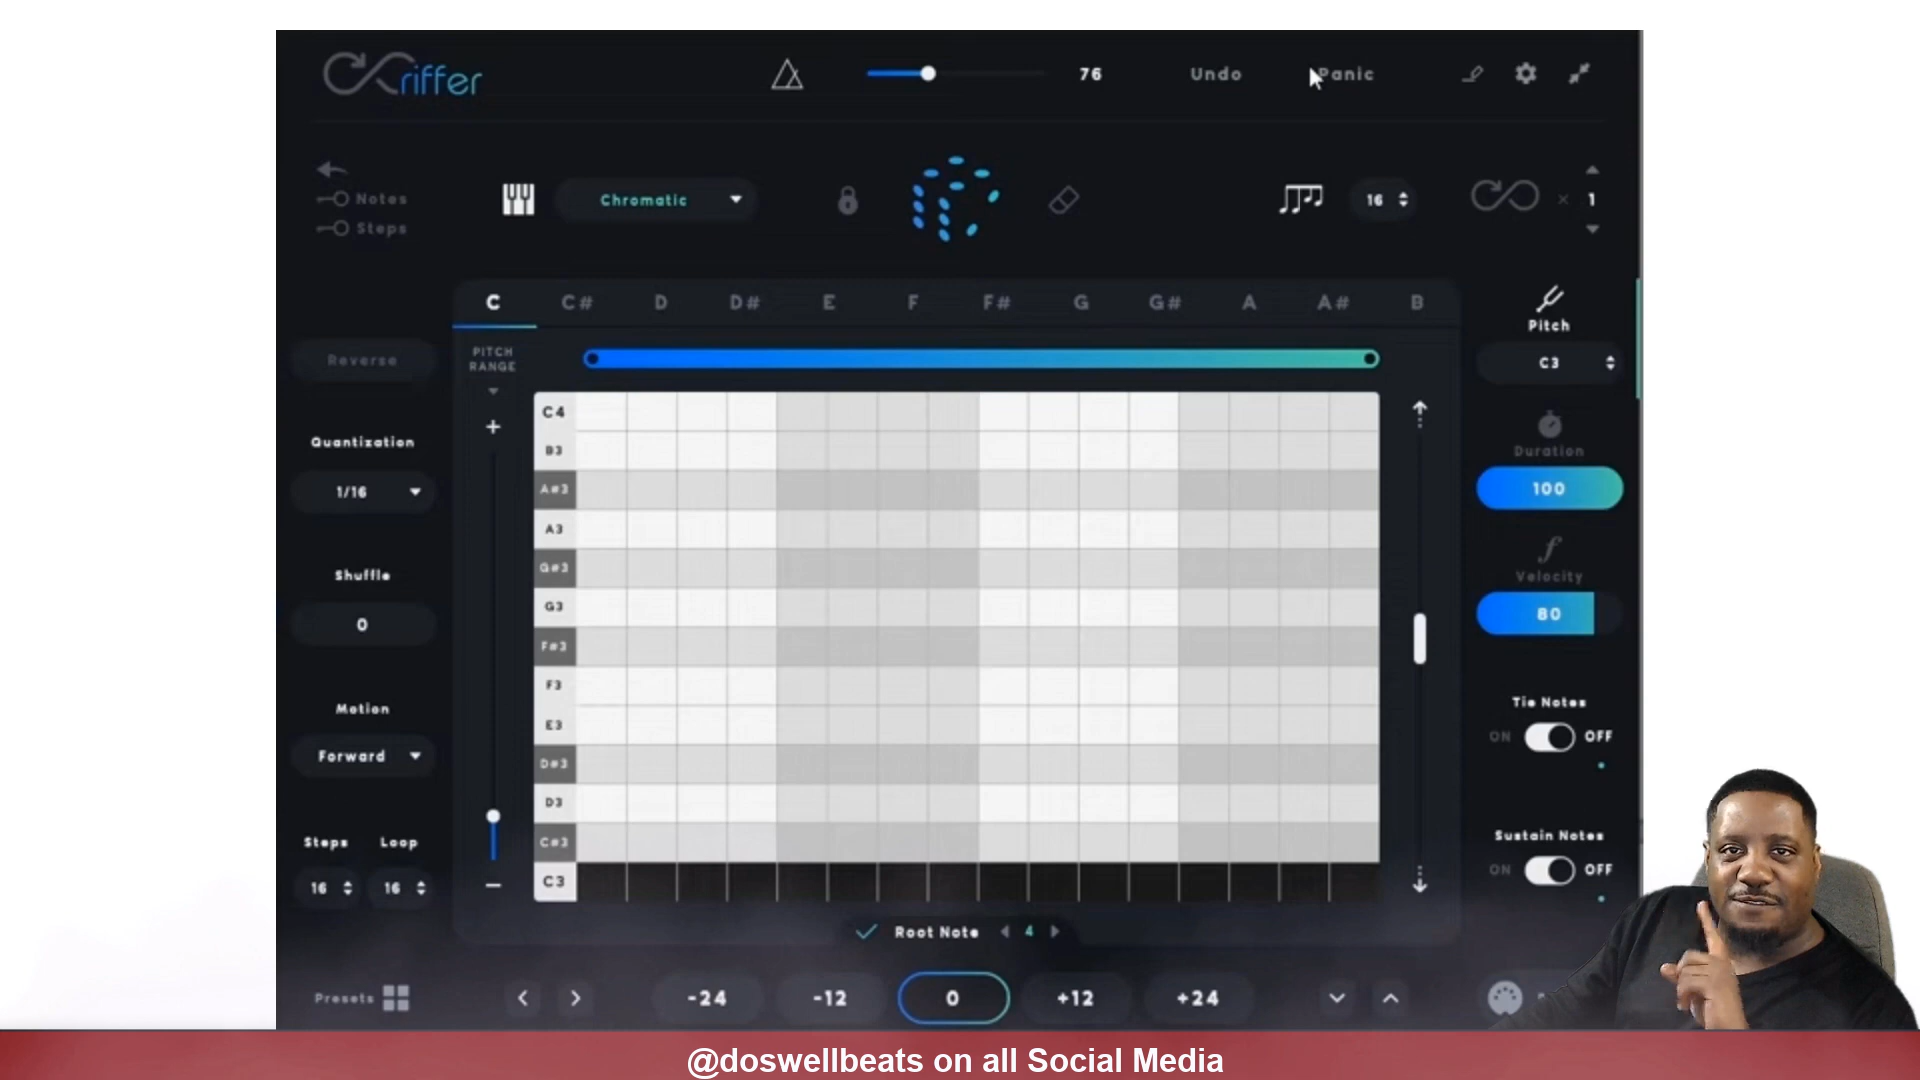 riffer
76
Undo
Panic
Notes
Steps
Chromatic
16
× 1
C C# D D# E F F# G G# A A# B
Pitch
C3
PITCH
RANGE
Reverse
Quantization
1/16
Shuffle
0
Motion
Forward
Steps Loop
16 16
+
-
C4
B3
A#3
A3
G#3
G3
F#3
F3
E3
D#3
D3
C#3
C3
Duration
100
f
Velocity
80
Tie Notes
ON OFF
Sustain Notes
ON OFF
Root Note 4
Presets
-24 -12 0 +12 +24
@doswellbeats on all Social Media